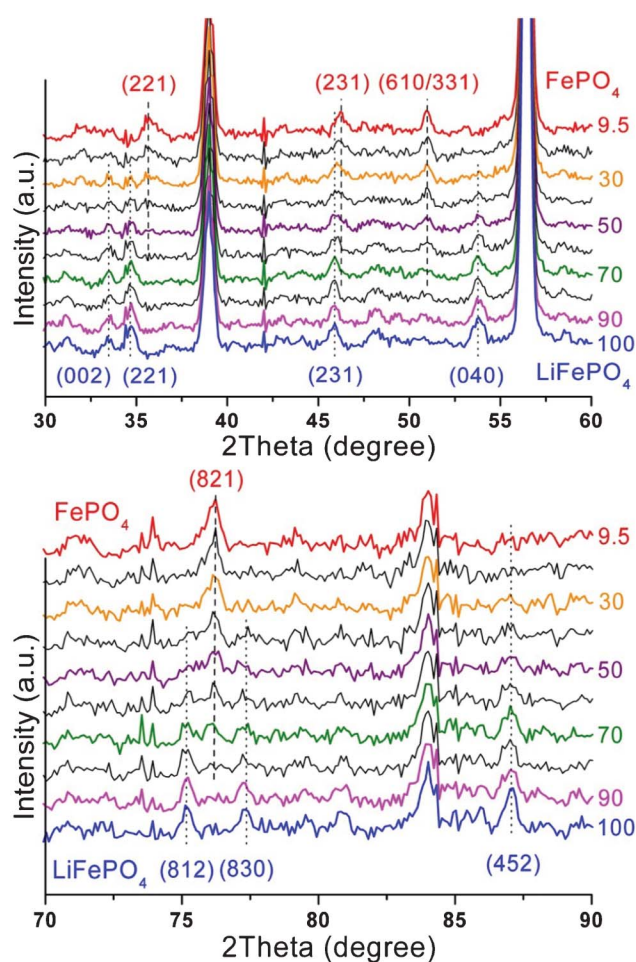 (221) (231) (610/331) FePO4
9.5
30
50
70
90
100
(002) (221) (231) (040) LiFePO4
30 35 40 45 50 55 60
2Theta (degree)
Intensity (a.u.)
(821)
FePO4
9.5
30
50
70
90
100
LiFePO4 (812) (830) (452)
70 75 80 85 90
2Theta (degree)
Intensity (a.u.)